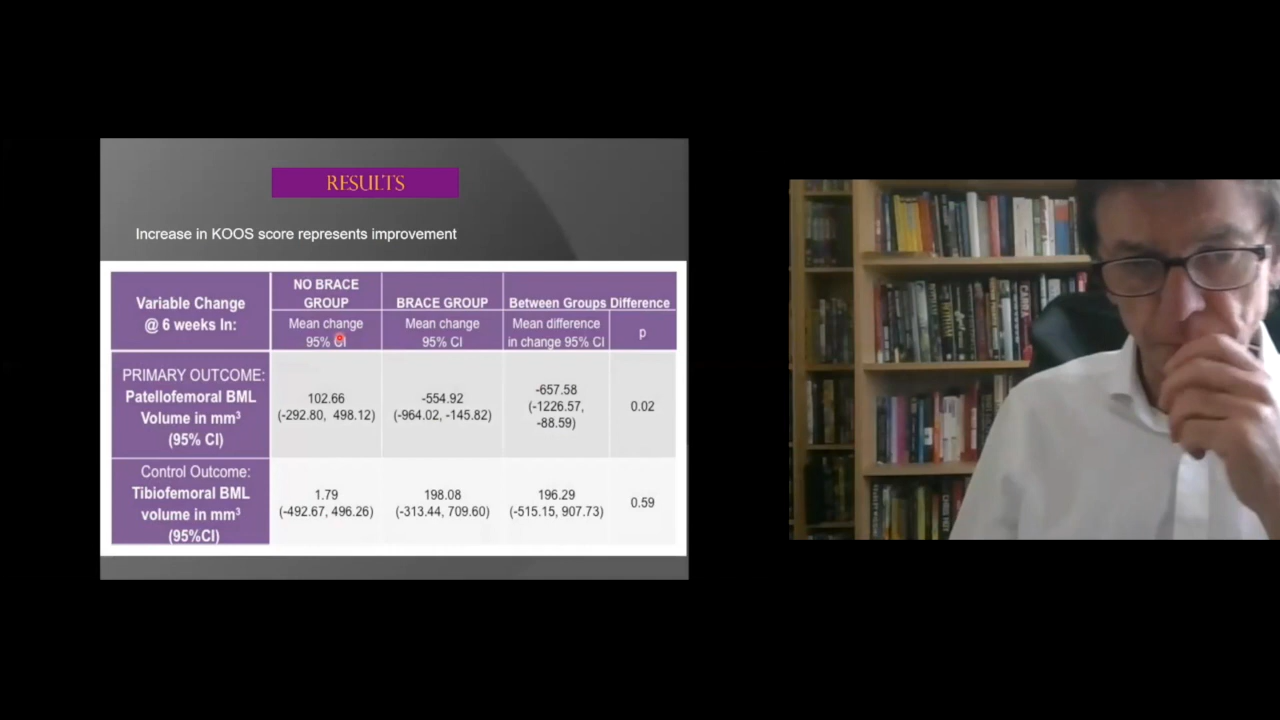 RESULTS
Increase in KOOS score represents improvement
Variable Change
@ 6 weeks In:
NO BRACE
GROUP
BRACE GROUP
Between Groups Difference
Mean change
95% CI
Mean change
95% CI
Mean difference
in change 95% CI
p
PRIMARY OUTCOME:
Patellofemoral BML
Volume in mm³
(95% CI)
102.66
(-292.80, 498.12)
-554.92
(-964.02, -145.82)
-657.58
(-1226.57,
-88.59)
0.02
Control Outcome:
Tibiofemoral BML
volume in mm³
(95%CI)
1.79
(-492.67, 496.26)
198.08
(-313.44, 709.60)
196.29
(-515.15, 907.73)
0.59